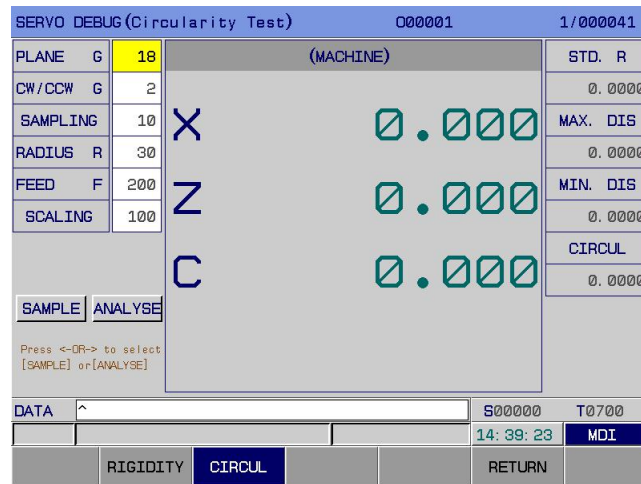 SERVO DEBUG(Circularity Test) O00001 1/000041
PLANE G 18 (MACHINE) STD. R
CW/CCW G 2 0.0000
SAMPLING 10 X 0.000 MAX. DIS
RADIUS R 30 0.0000
FEED F 200 Z 0.000 MIN. DIS
SCALING 100 0.0000
C 0.000 CIRCUL
0.0000
SAMPLE ANALYSE
Press <-OR-> to select
[SAMPLE] or[ANALYSE]
DATA ^ S00000 T0700
14:39:23 MDI
RIGIDITY CIRCUL RETURN